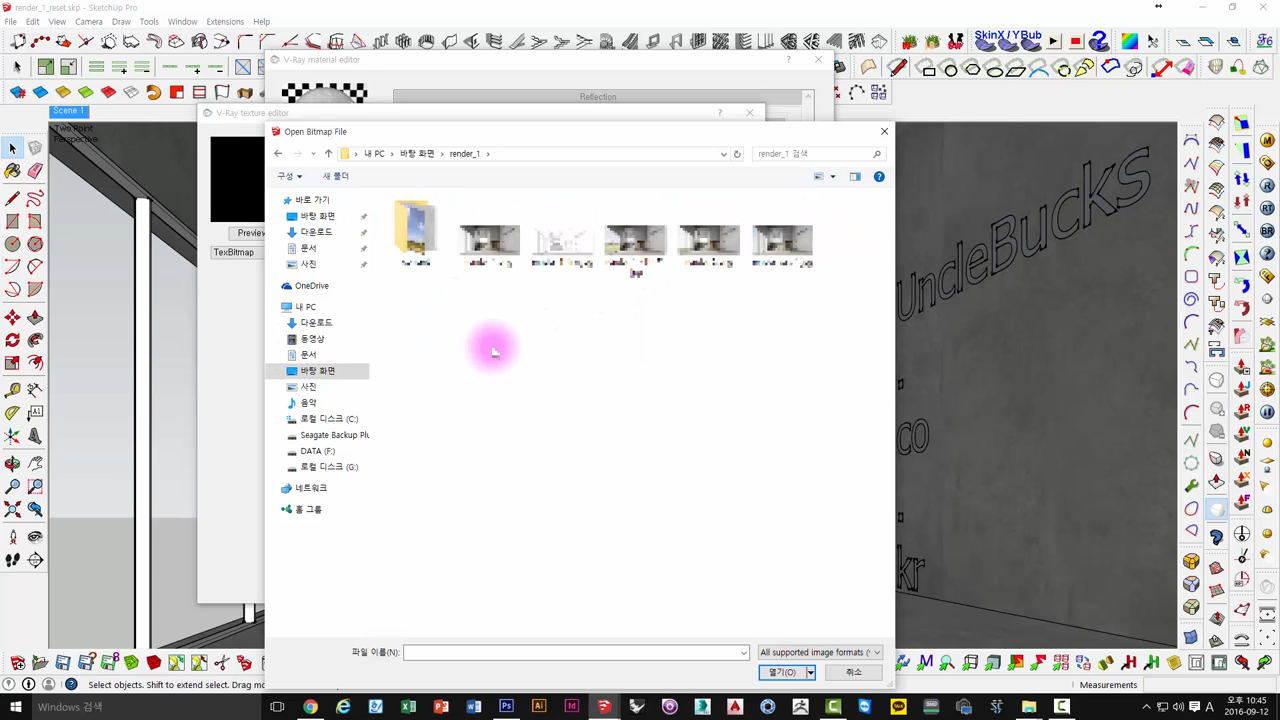 render_1_reset.skp - SketchUp Pro
File Edit View Tools Window Camera Draw Tools Window Extensions Help
SkinX/YBub
V-Ray material editor
Reflection
Scene 1
V-Ray texture editor
Two Point
Perspective
Open Bitmap File
내 PC > 바탕 화면 > render_1 >
render_1 검색
구성
새 폴더
바로 가기
바탕 화면
다운로드
문서
사진
Preview
TexBitmap
OneDrive
내 PC
다운로드
동영상
문서
바탕 화면
사진
음악
로컬 디스크 (C:)
Seagate Backup Plu
DATA (F:)
로컬 디스크 (G:)
네트워크
홈 그룹
UncleBucks
co
kr
파일 이름(N):
All supported image formats (
열기(O)
취소
objects. Shift to extend select. Drag mo
Measurements
Windows 검색
A
오후 10:45
2016-09-12